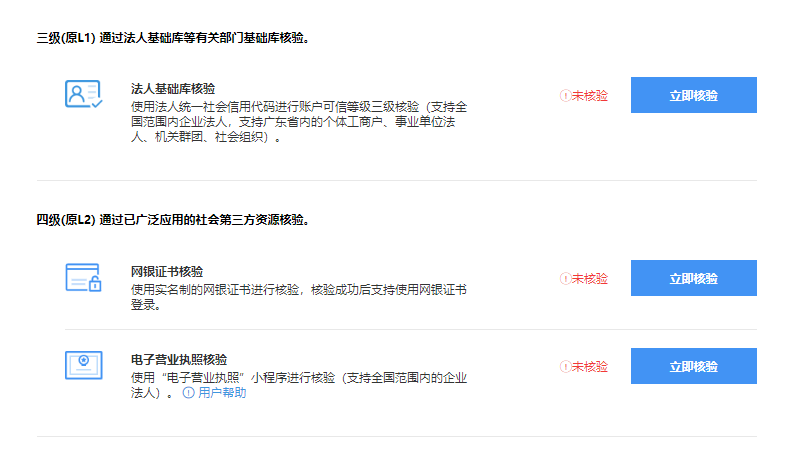 三级(原L1) 通过法人基础库等有关部门基础库核验。
法人基础库核验
使用法人统一社会信用代码进行账户可信等级三级核验（支持全
国范围内企业法人，支持广东省内的个体工商户、事业单位法
人、机关群团、社会组织）。
未核验
立即核验
四级(原L2) 通过已广泛应用的社会第三方资源核验。
网银证书核验
使用实名制的网银证书进行核验，核验成功后支持使用网银证书
登录。
未核验
立即核验
电子营业执照核验
使用“电子营业执照”小程序进行核验（支持全国范围内的企业
法人）。 用户帮助
未核验
立即核验